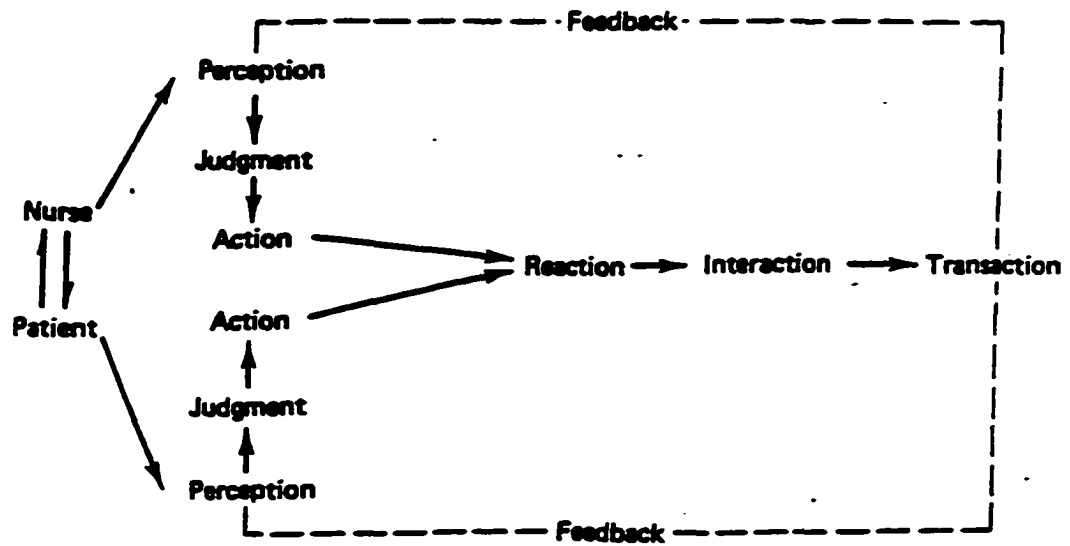 Feedback
Perception
Judgment
Nurse
Action
Reaction
Interaction
Transaction
Action
Patient
Judgment
Perception
Feedback